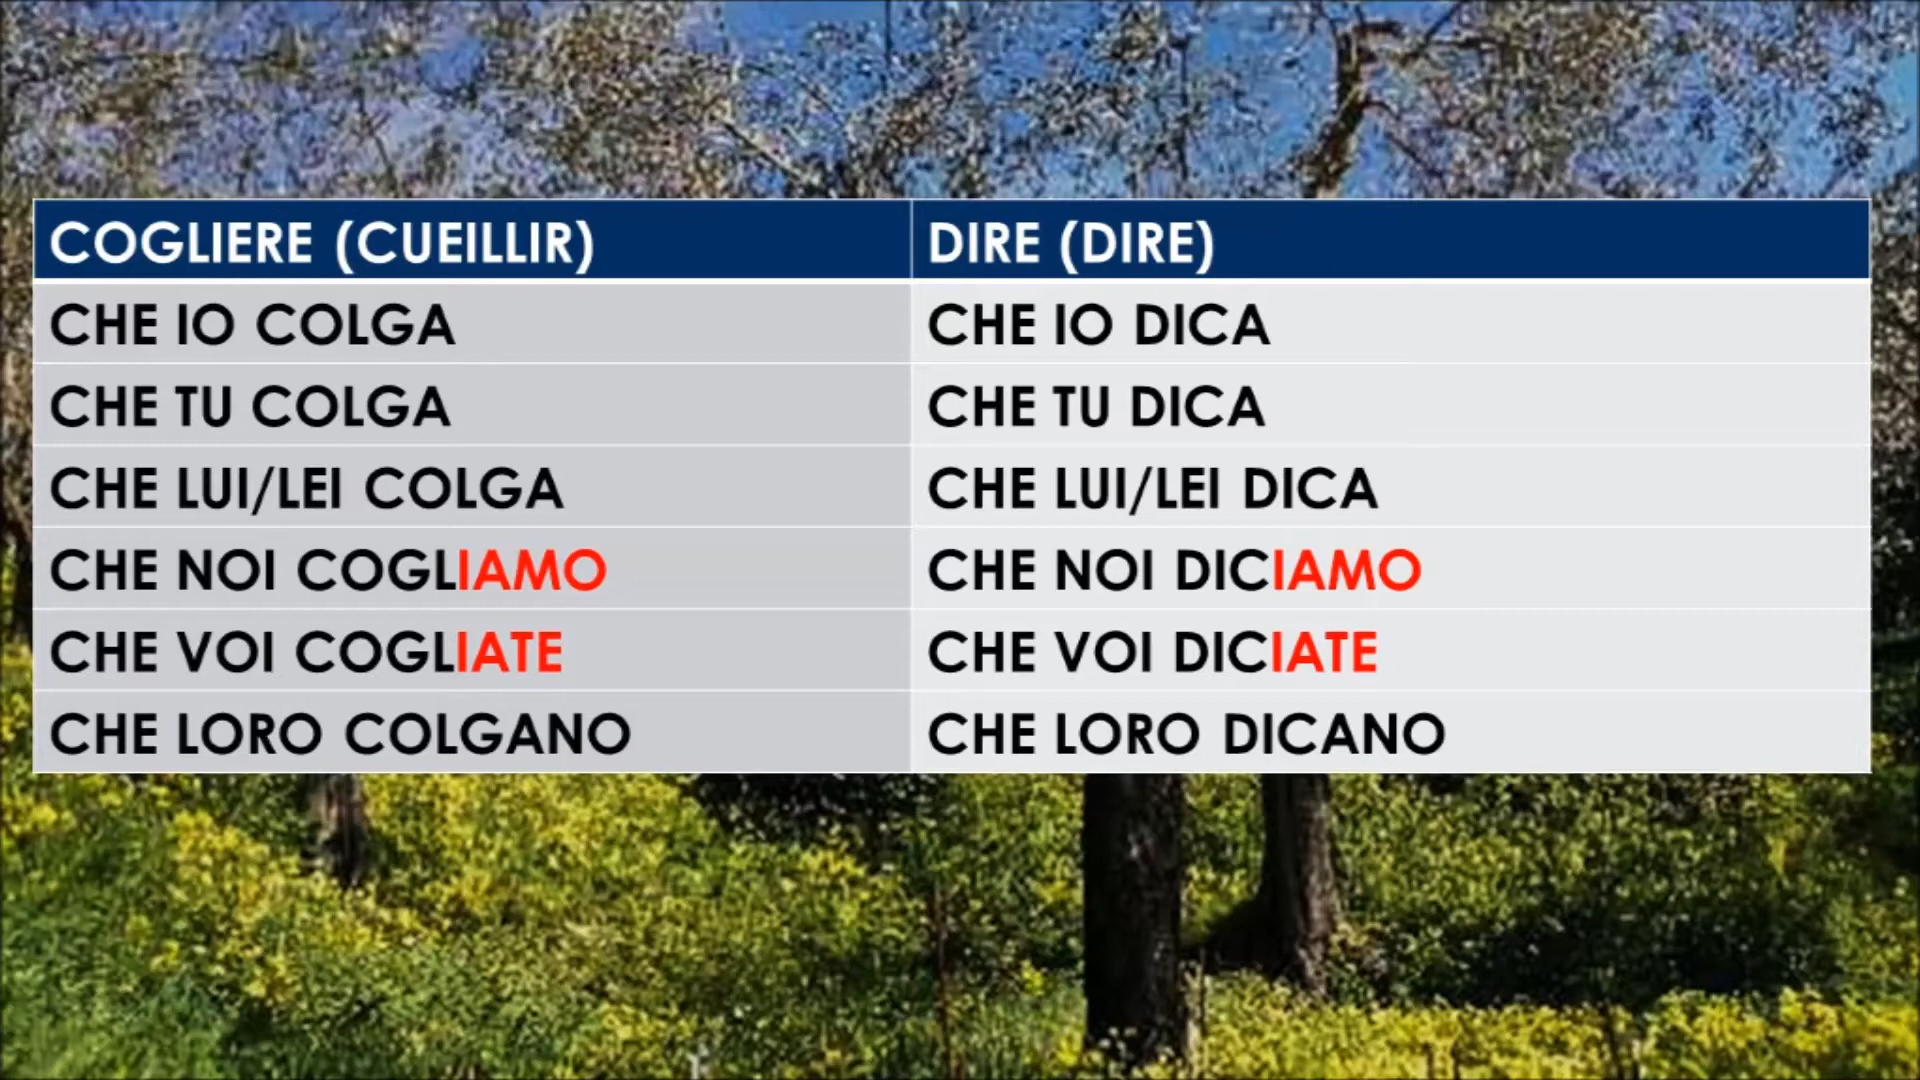 COGLIERE (CUEILLIR) DIRE (DIRE)
CHE IO COLGA CHE IO DICA
CHE TU COLGA CHE TU DICA
CHE LUI/LEI COLGA CHE LUI/LEI DICA
CHE NOI COGLIAMO CHE NOI DICIAMO
CHE VOI COGLIATE CHE VOI DICIATE
CHE LORO COLGANO CHE LORO DICANO